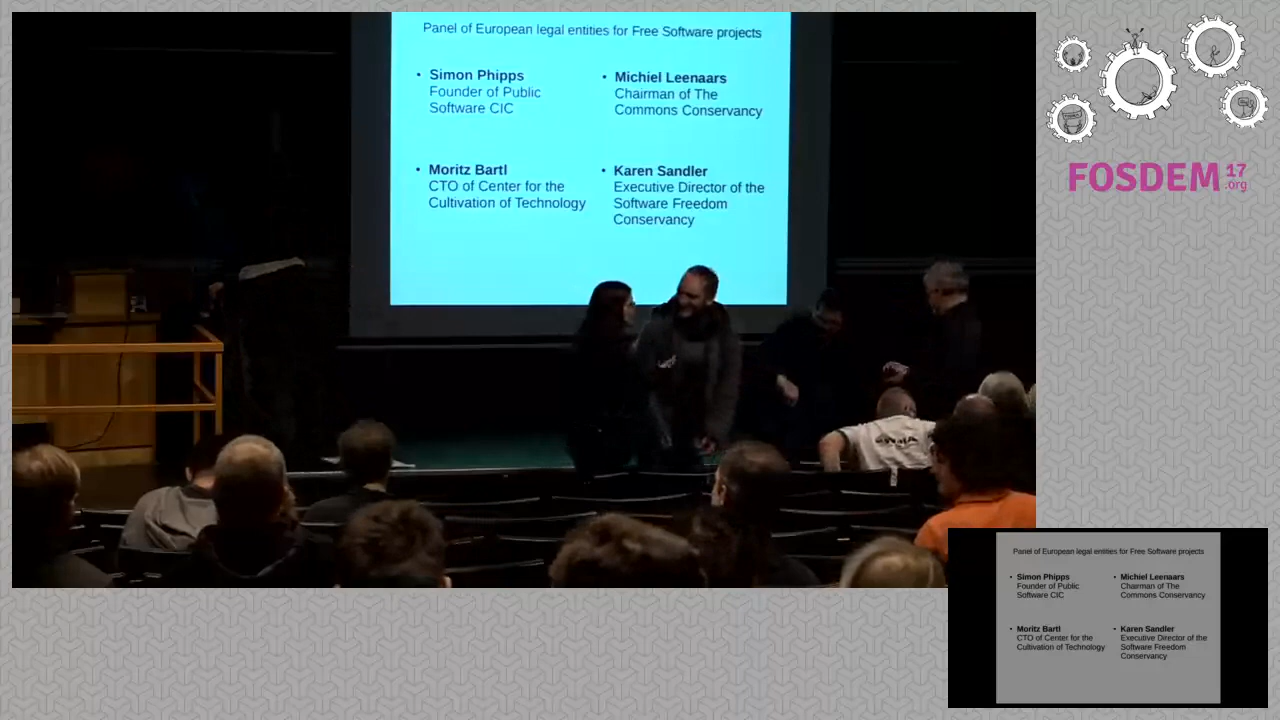 Panel of European legal entities for Free Software projects
• Simon Phipps
Founder of Public
Software CIC
• Michiel Leenaars
Chairman of The
Commons Conservancy
• Moritz Bartl
CTO of Center for the
Cultivation of Technology
• Karen Sandler
Executive Director of the
Software Freedom
Conservancy
FOSDEM 17
.org
Panel of European legal entities for Free Software projects
• Simon Phipps
Founder of Public
Software CIC
• Michiel Leenaars
Chairman of The
Commons Conservancy
• Moritz Bartl
CTO of Center for the
Cultivation of Technology
• Karen Sandler
Executive Director of the
Software Freedom
Conservancy